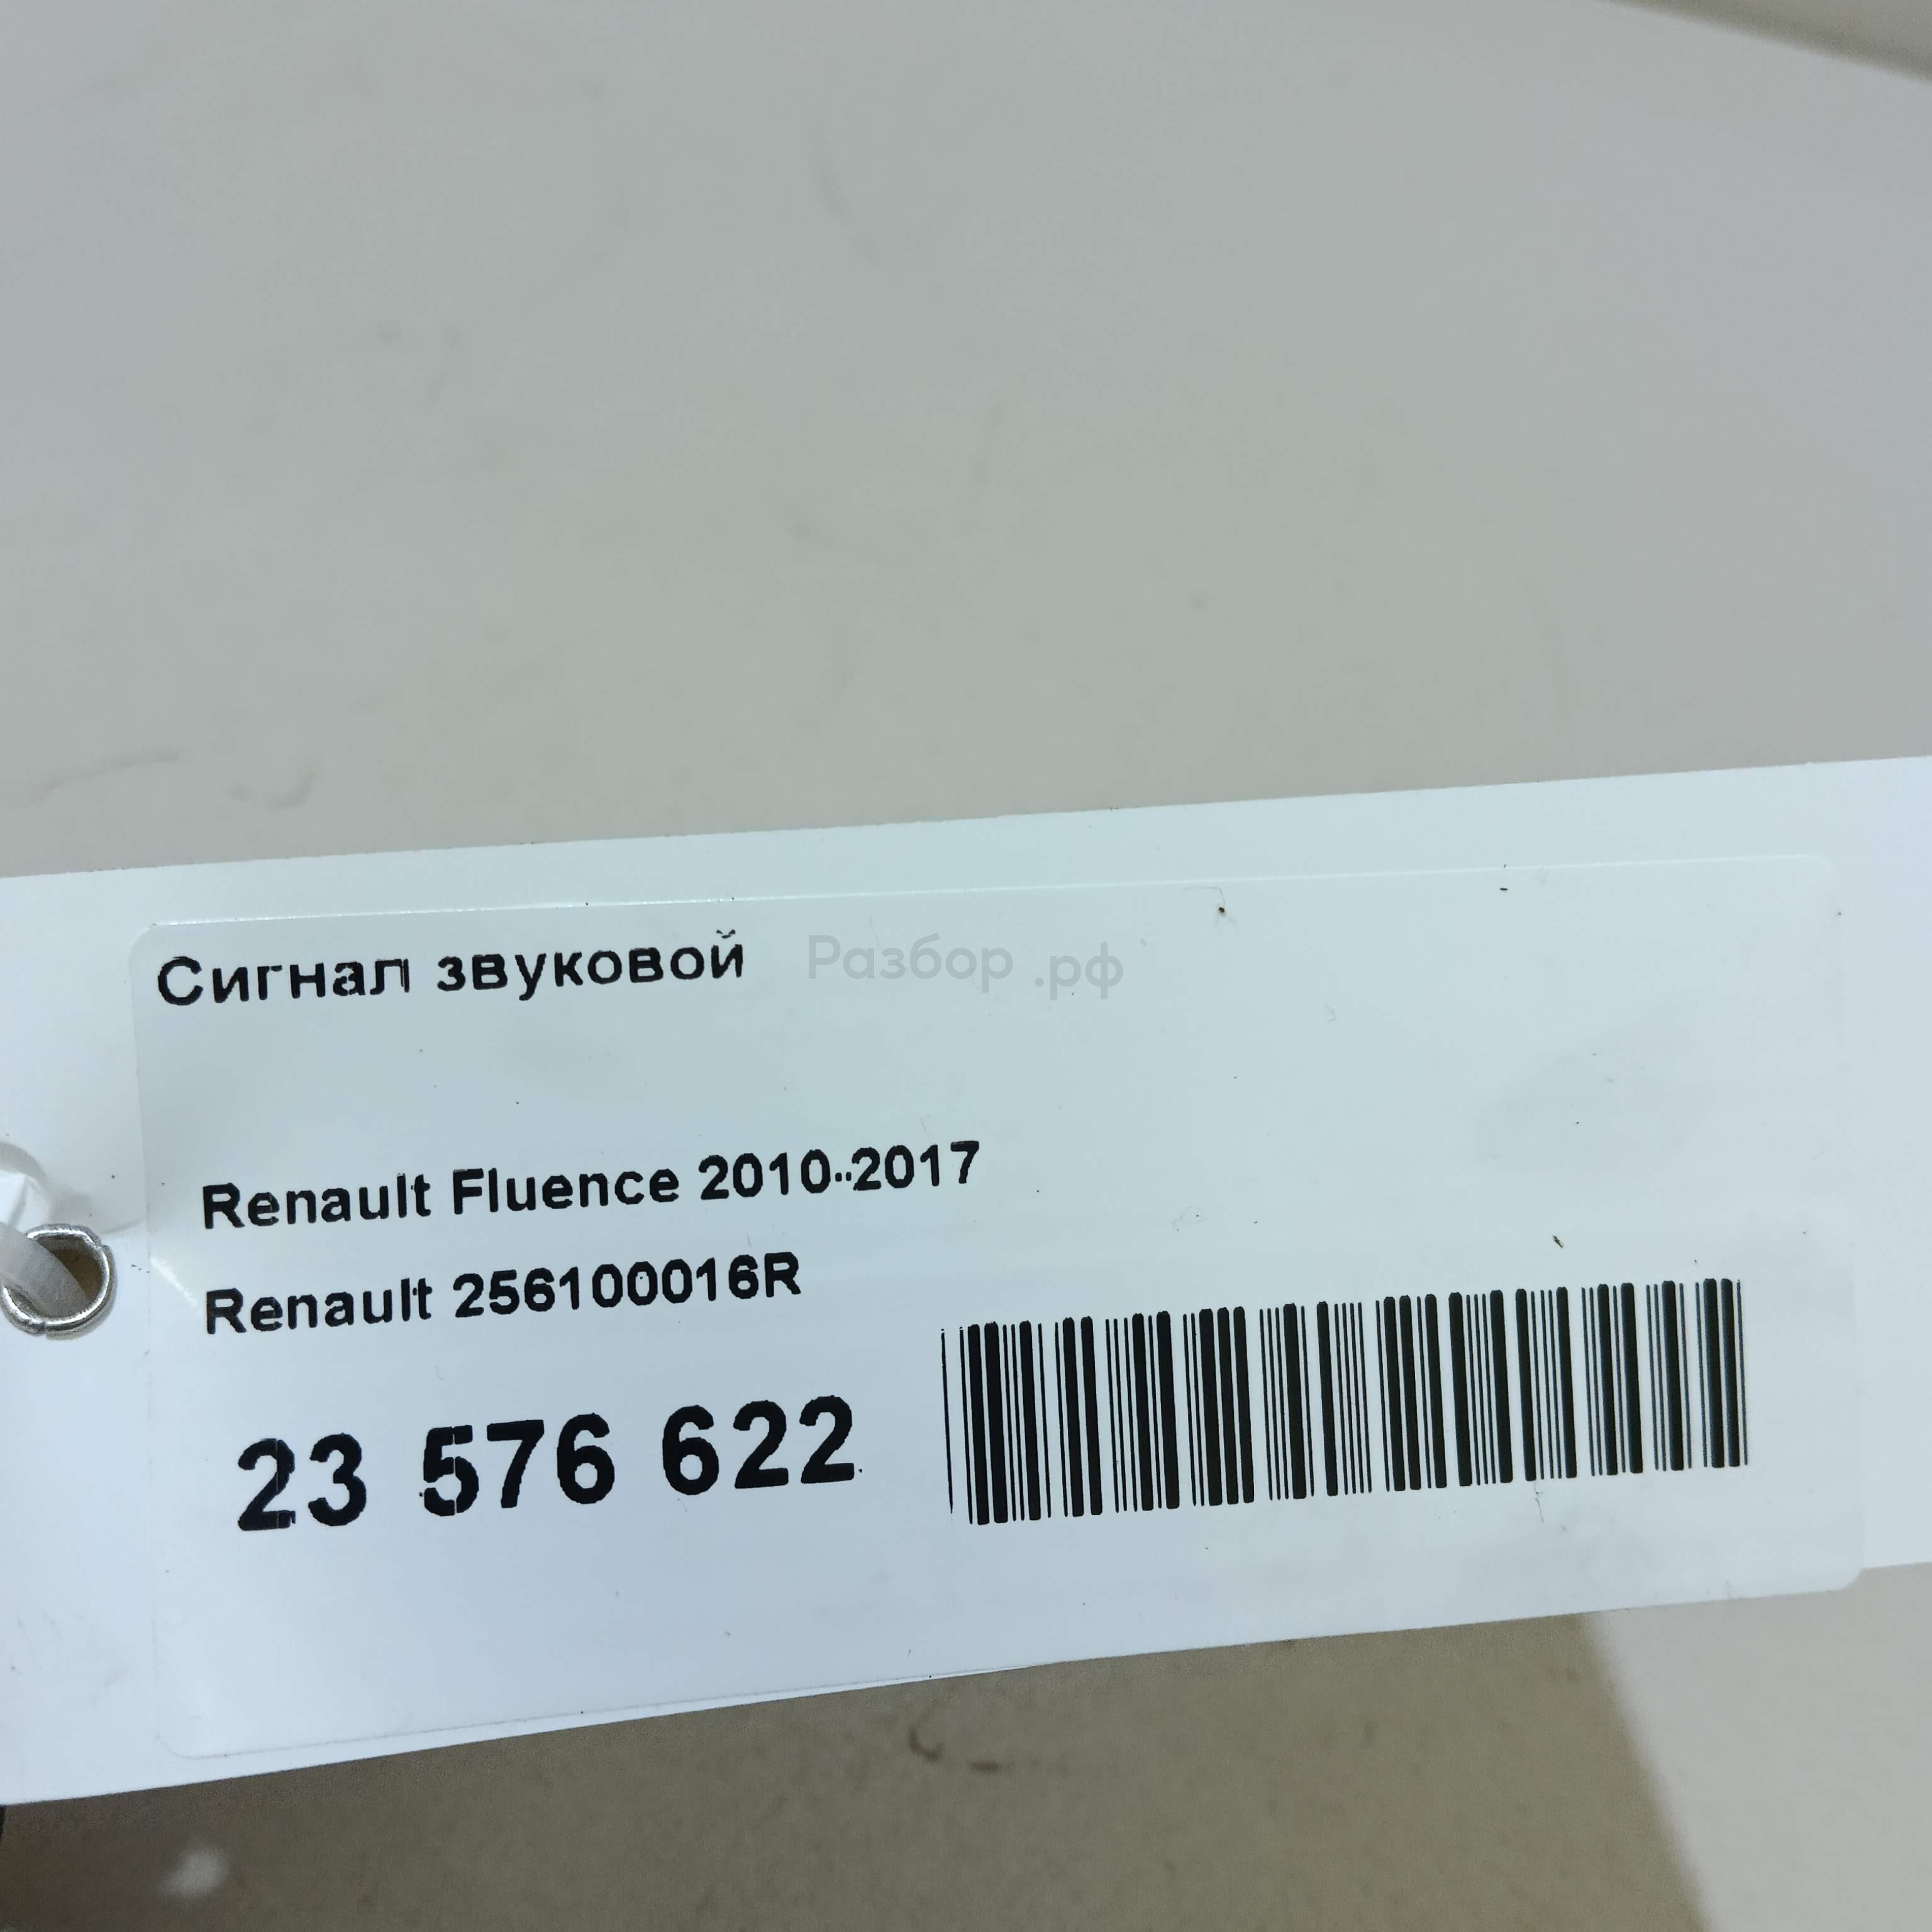 Сигнал звуковой
Разбор.рф
Renault Fluence 2010..2017
Renault 256100016R
23 576 622